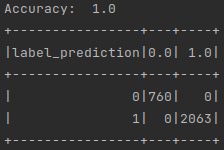 Accuracy:  1.0
+----------------+---+----+
|label_prediction|0.0| 1.0|
+----------------+---+----+
|               0|760|   0|
|               1|  0|2063|
+----------------+---+----+